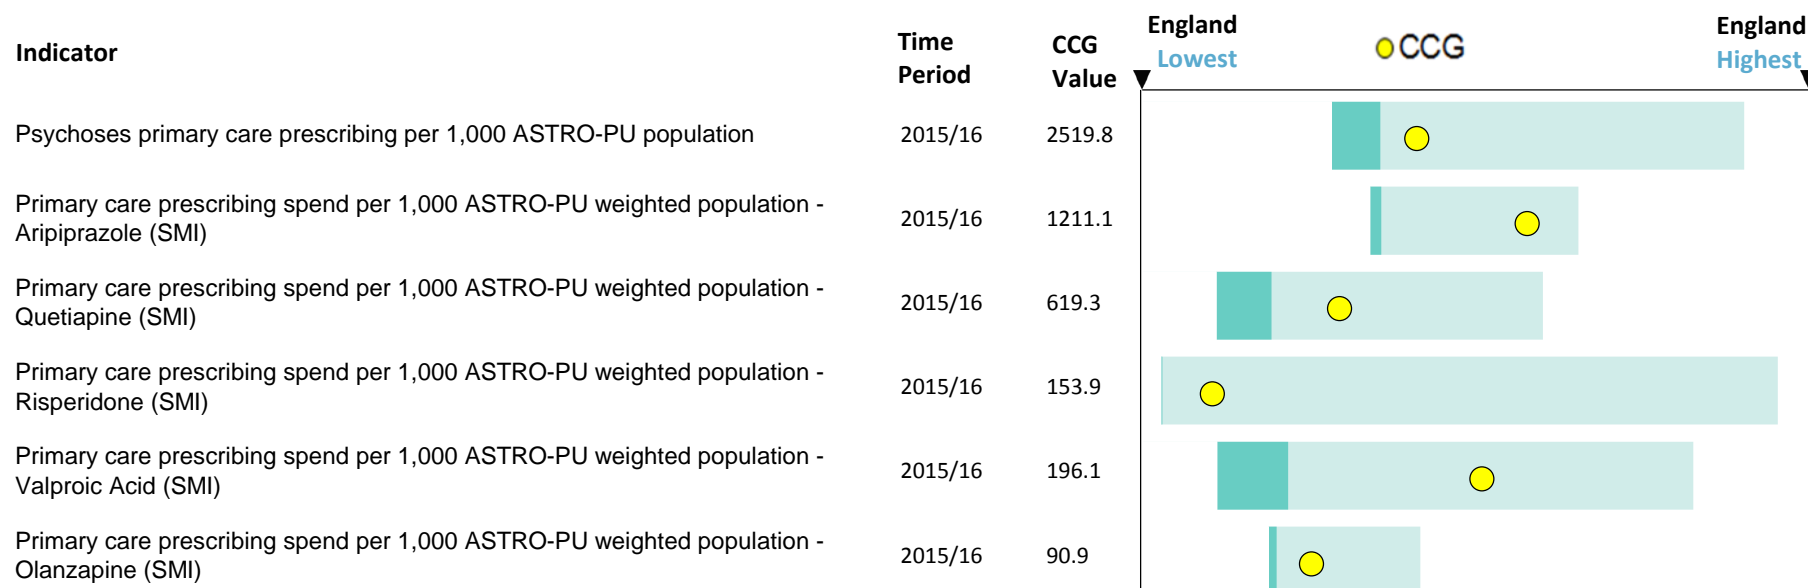 Indicator
Time Period
CCG Value
England Lowest
CCG
England Highest
Psychoses primary care prescribing per 1,000 ASTRO-PU population
2015/16
2519.8
Primary care prescribing spend per 1,000 ASTRO-PU weighted population -
Aripiprazole (SMI)
2015/16
1211.1
Primary care prescribing spend per 1,000 ASTRO-PU weighted population -
Quetiapine (SMI)
2015/16
619.3
Primary care prescribing spend per 1,000 ASTRO-PU weighted population -
Risperidone (SMI)
2015/16
153.9
Primary care prescribing spend per 1,000 ASTRO-PU weighted population -
Valproic Acid (SMI)
2015/16
196.1
Primary care prescribing spend per 1,000 ASTRO-PU weighted population -
Olanzapine (SMI)
2015/16
90.9